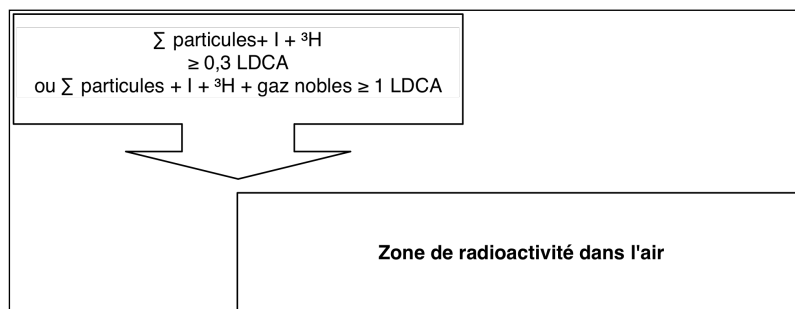 ∑ particules+ I + ³H
≥ 0,3 LDCA
ou ∑ particules + I + ³H + gaz nobles ≥ 1 LDCA
Zone de radioactivité dans l'air